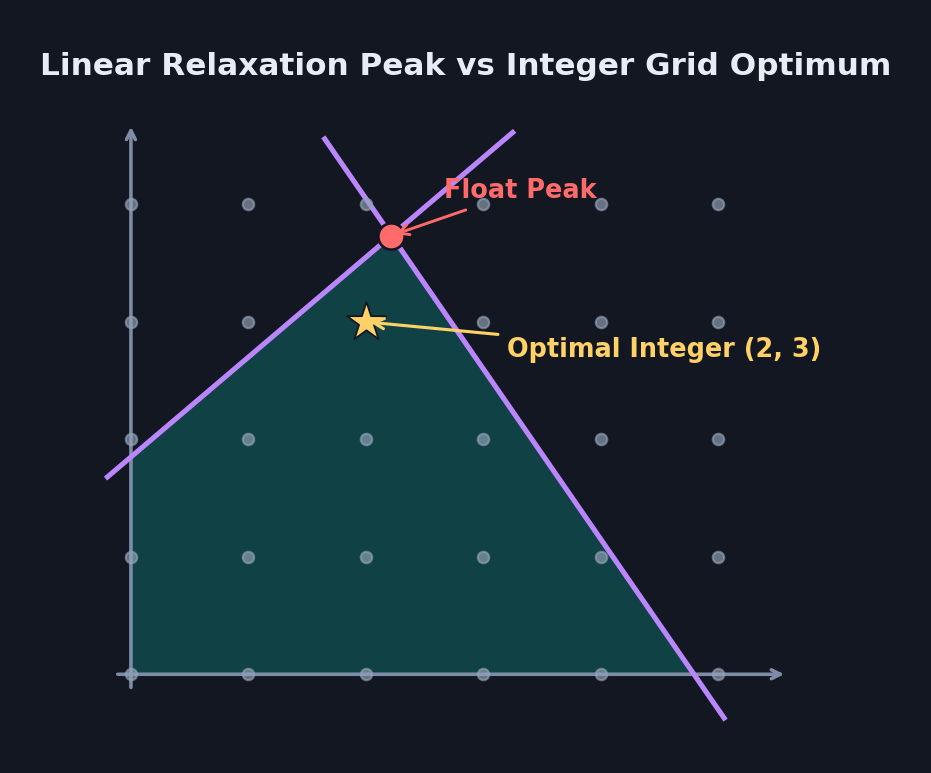 Linear Relaxation Peak vs Integer Grid Optimum
Float Peak
Optimal Integer (2, 3)